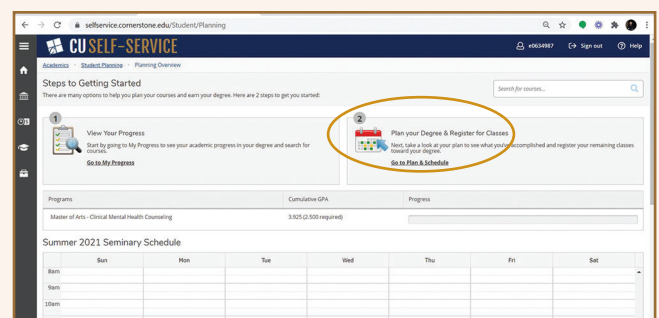 selfservice.cornerstone.edu/Student/Planning
CU SELF-SERVICE
e0634987 Sign out ? Help
Academics · Student Planning · Planning Overview
Steps to Getting Started
There are many options to help you plan your courses and earn your degree. Here are 2 steps to get you started:
Search for courses...
1
View Your Progress
Start by going to My Progress to see your academic progress in your degree and search for
courses.
Go to My Progress
2
Plan your Degree & Register for Classes
Next, take a look at your plan to see what you've accomplished and register your remaining classes
toward your degree.
Go to Plan & Schedule
Programs Cumulative GPA Progress
Master of Arts - Clinical Mental Health Counseling 3.925 (2.500 required)
Summer 2021 Seminary Schedule
Sun Mon Tue Wed Thu Fri Sat
8am
9am
10am